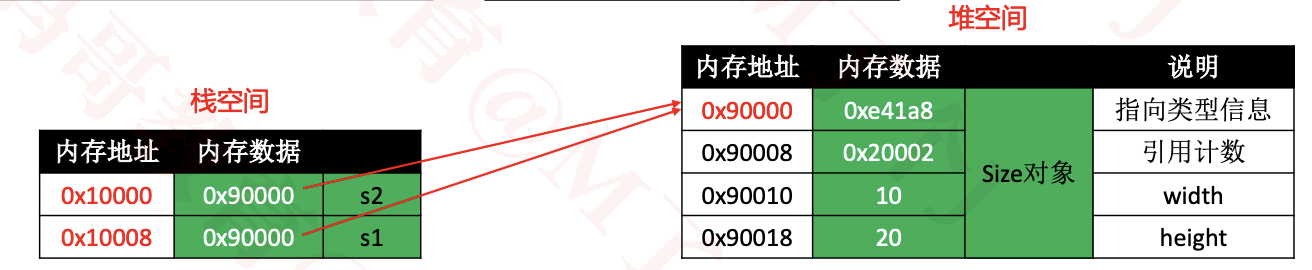 堆空间
内存地址 内存数据 说明
0x90000 0xe41a8 指向类型信息
0x90008 0x20002 引用计数
Size对象
0x90010 10 width
0x90018 20 height
栈空间
内存地址 内存数据
0x10000 0x90000 s2
0x10008 0x90000 s1